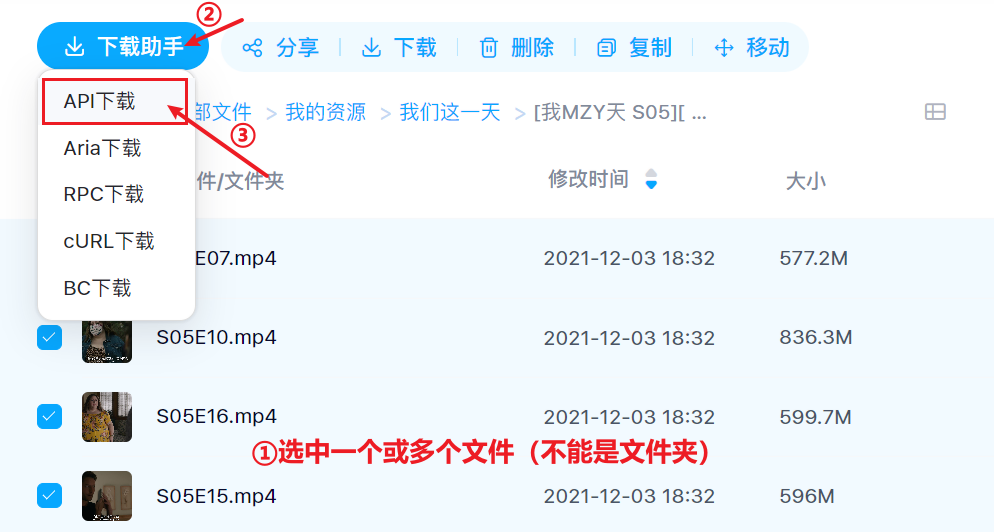 ②
下载助手 分享 下载 删除 复制 移动
API下载
部文件 > 我的资源 > 我们这一天 > [我MZY天 S05][ ...
③
Aria下载
件/文件夹 修改时间 大小
RPC下载
cURL下载
E07.mp4 2021-12-03 18:32 577.2M
BC下载
S05E10.mp4 2021-12-03 18:32 836.3M
S05E16.mp4 2021-12-03 18:32 599.7M
①选中一个或多个文件（不能是文件夹）
S05E15.mp4 2021-12-03 18:32 596M